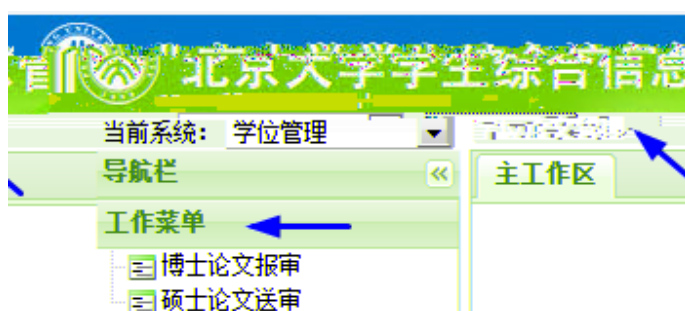 北京大学学生综合信息
当前系统： 学位管理
导航栏
主工作区
工作菜单
博士论文报审
硕士论文送审